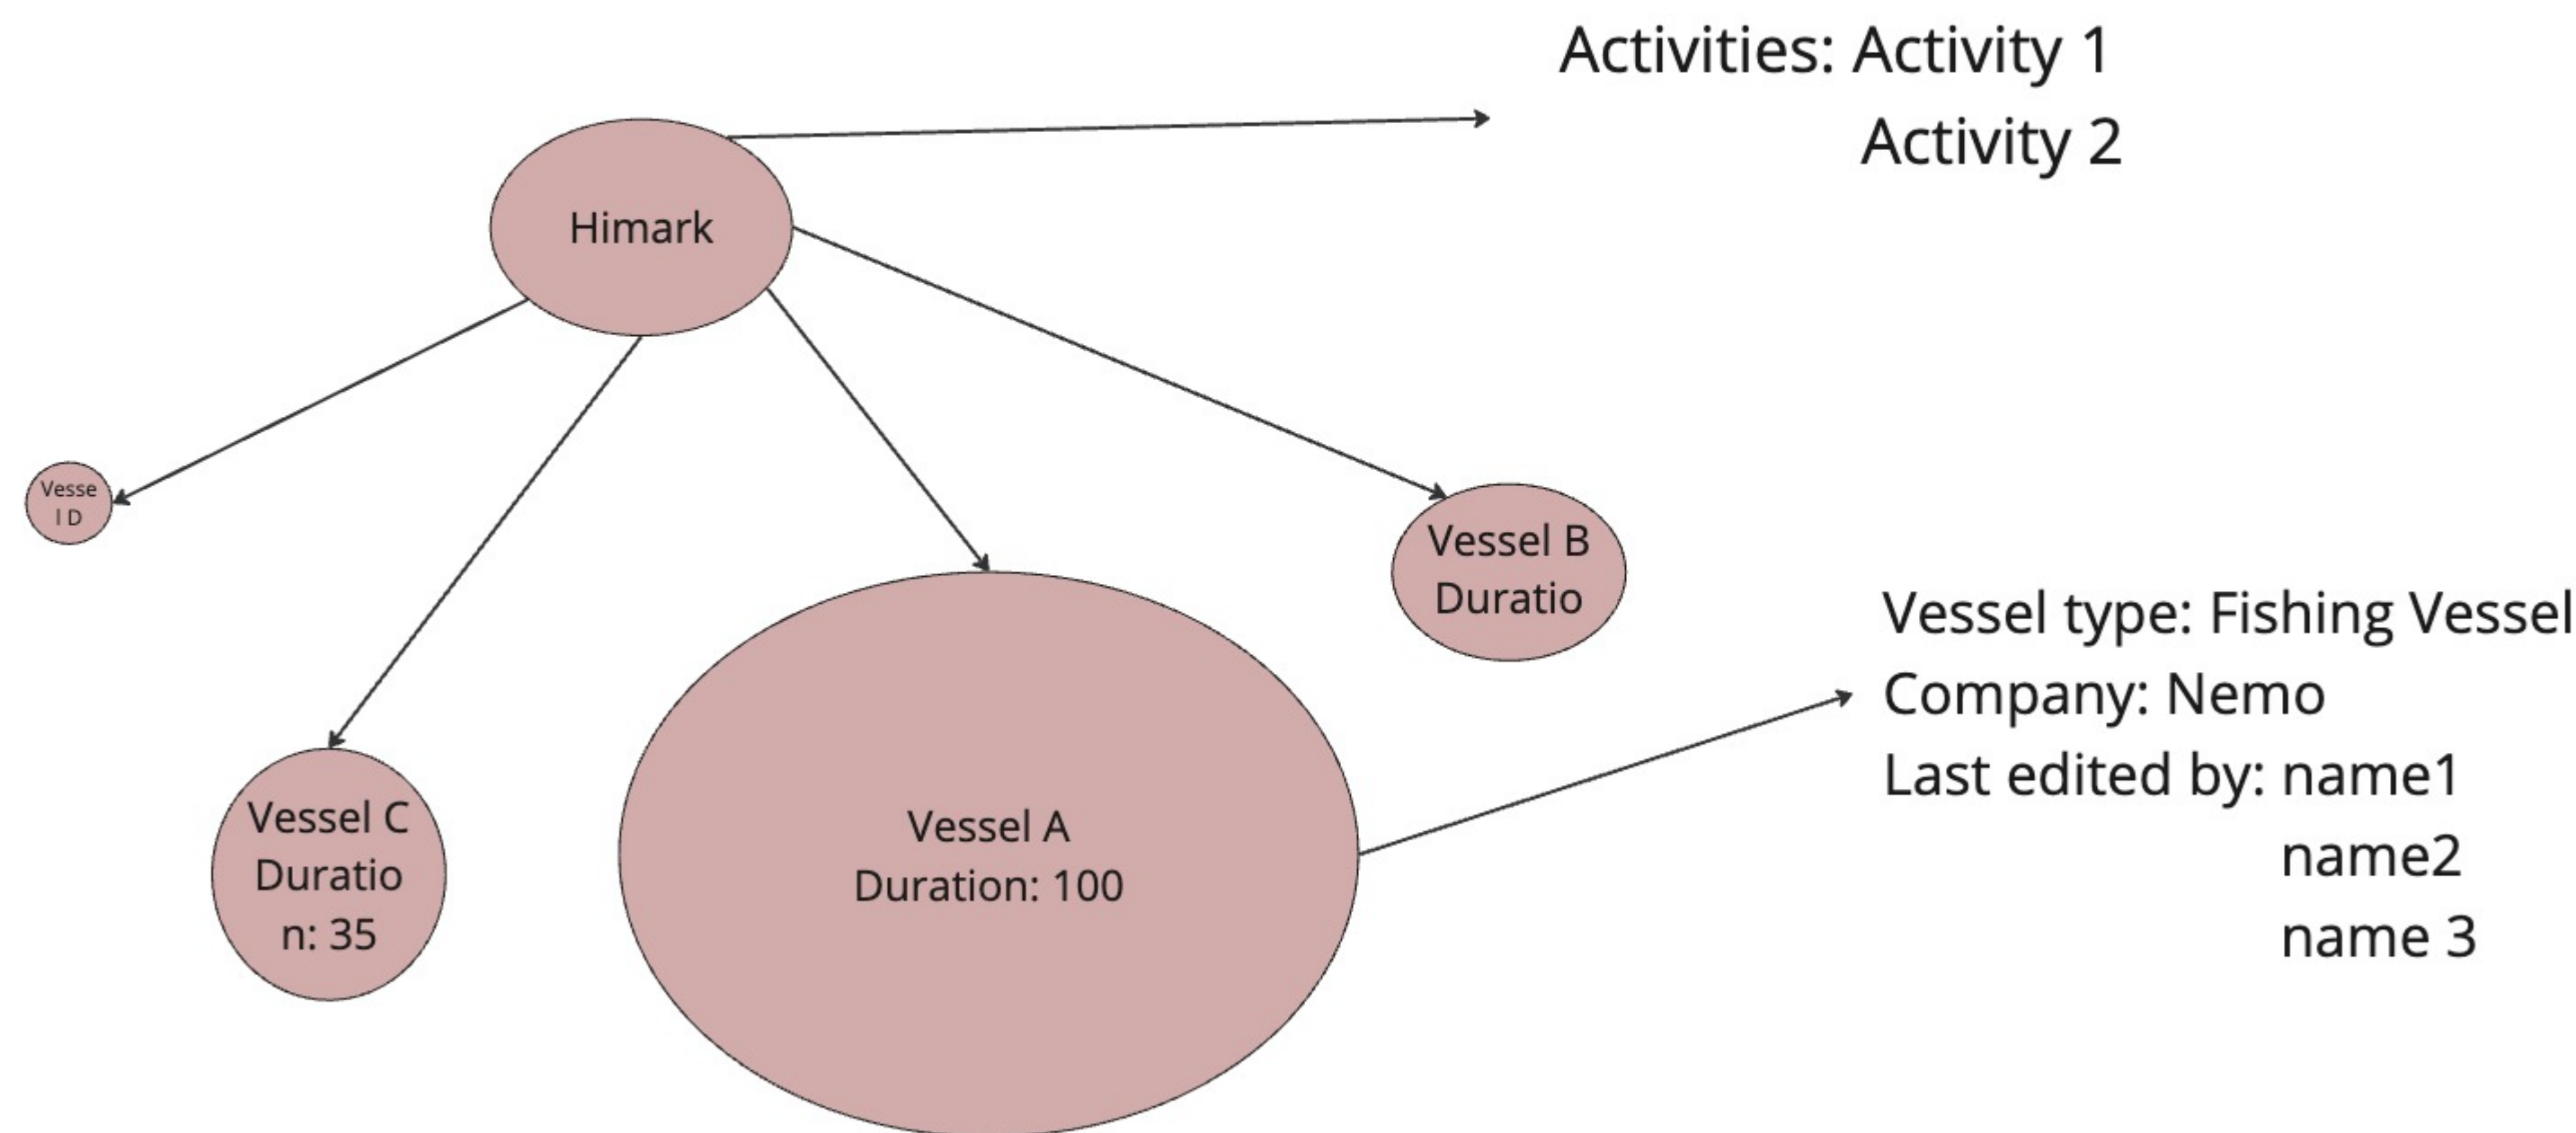 Activities: Activity 1
Activity 2
Himark
Vesse
l D
Vessel B
Duratio
Vessel type: Fishing Vessel
Company: Nemo
Last edited by: name1
name2
name 3
Vessel C
Duratio
n: 35
Vessel A
Duration: 100